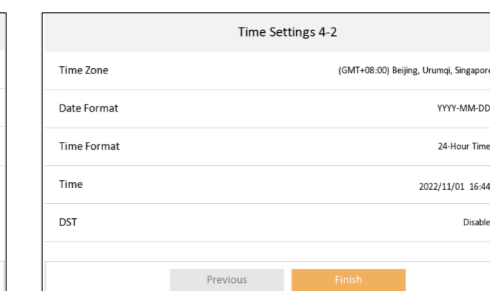 Time Settings 4-2
Time Zone (GMT+08:00) Beijing, Urumqi, Singapore
Date Format YYYY-MM-DD
Time Format 24-Hour Time
Time 2022/11/01 16:44
DST Disable
Previous Finish